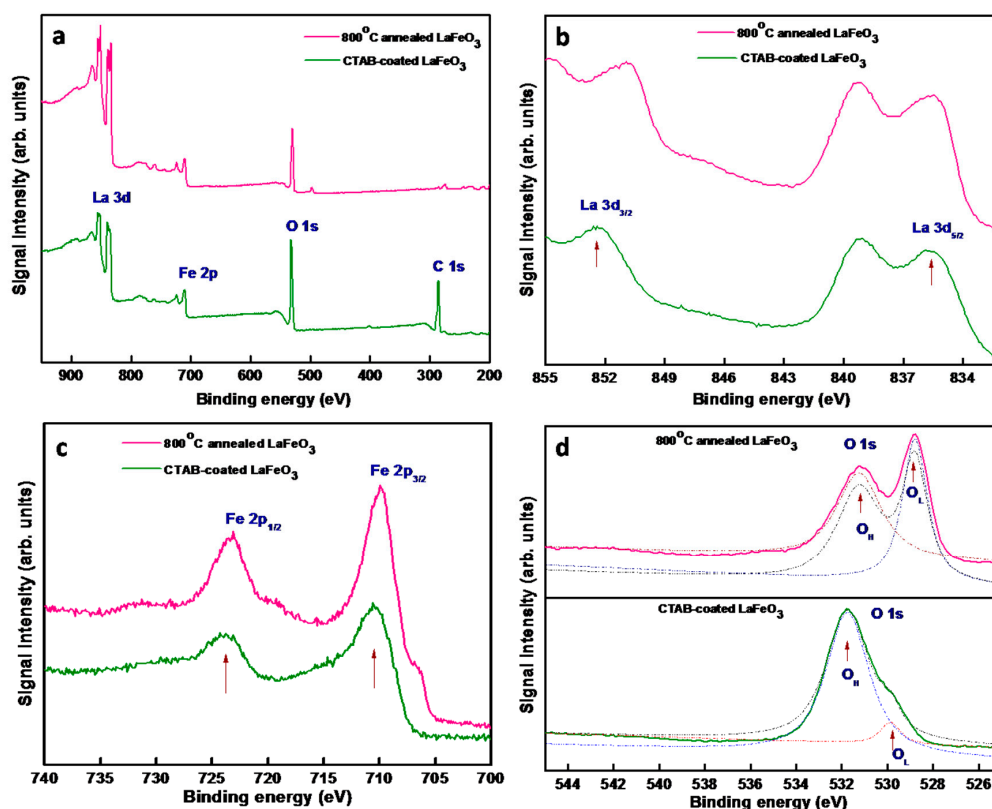 a
800°C annealed LaFeO₃
CTAB-coated LaFeO₃
La 3d
Fe 2p
O 1s
C 1s
Signal Intensity (arb. units)
900 800 700 600 500 400 300 200
Binding energy (eV)
b
800°C annealed LaFeO₃
CTAB-coated LaFeO₃
La 3d₃/₂
La 3d₅/₂
Signal Intensity (arb. units)
855 852 849 846 843 840 837 834
Binding energy (eV)
c
800°C annealed LaFeO₃
CTAB-coated LaFeO₃
Fe 2p₃/₂
Fe 2p₁/₂
Signal Intensity (arb. units)
740 735 730 725 720 715 710 705 700
Binding energy (eV)
d
800°C annealed LaFeO₃
O 1s
O_L
O_H
CTAB-coated LaFeO₃
O 1s
O_H
O_L
Signal Intensity (arb. units)
544 542 540 538 536 534 532 530 528 526
Binding energy (eV)